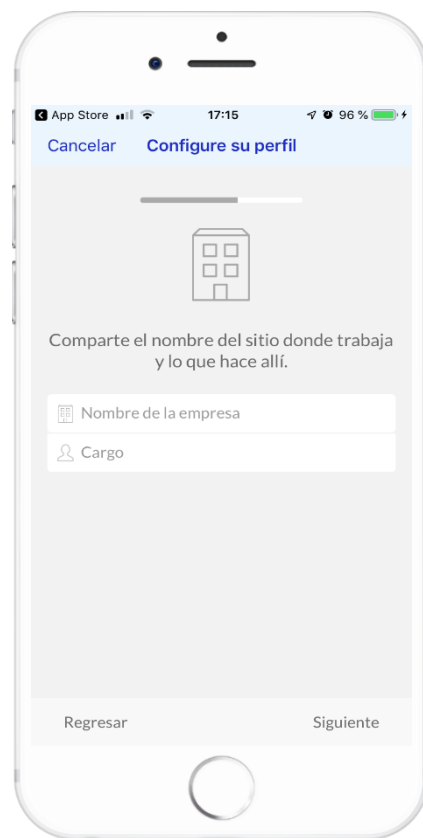 App Store 17:15 96 %
Cancelar Configure su perfil
Comparte el nombre del sitio donde trabaja
y lo que hace allí.
Nombre de la empresa
Cargo
Regresar Siguiente